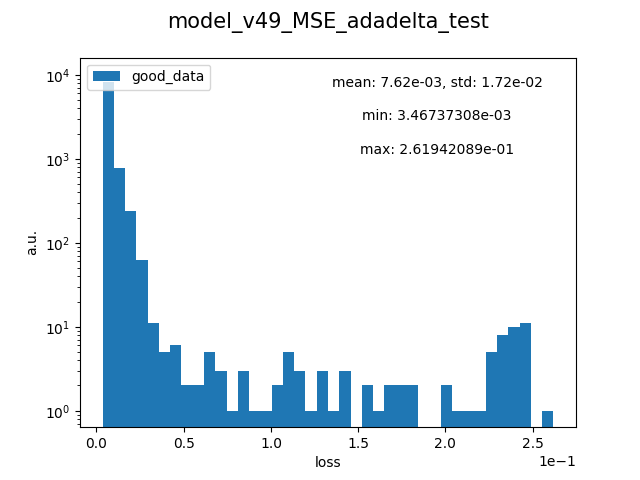 model_v49_MSE_adadelta_test
good_data
mean: 7.62e-03, std: 1.72e-02
min: 3.46737308e-03
max: 2.61942089e-01
a.u.
10^4
10^3
10^2
10^1
10^0
0.0 0.5 1.0 1.5 2.0 2.5
1e−1
loss